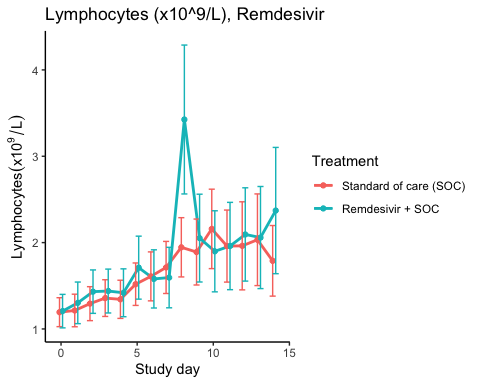 Lymphocytes (x10^9/L), Remdesivir
4
3
2
1
Lymphocytes(x10⁹/L)
0
5
10
15
Study day
Treatment
Standard of care (SOC)
Remdesivir + SOC